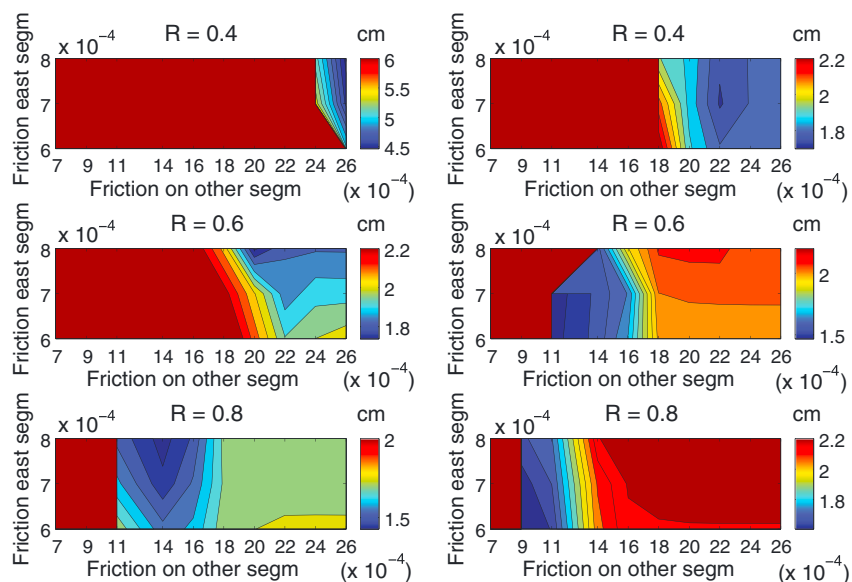 x 10⁻⁴ R = 0.4 cm
Friction east segm
8
7
6
7 9 11 14 16 18 20 22 24 26
Friction on other segm (x 10⁻⁴)
6
5.5
5
4.5
x 10⁻⁴ R = 0.4 cm
Friction east segm
8
7
6
7 9 11 14 16 18 20 22 24 26
Friction on other segm (x 10⁻⁴)
2.2
2
1.8
x 10⁻⁴ R = 0.6 cm
Friction east segm
8
7
6
7 9 11 14 16 18 20 22 24 26
Friction on other segm (x 10⁻⁴)
2.2
2
1.8
x 10⁻⁴ R = 0.6 cm
Friction east segm
8
7
6
7 9 11 14 16 18 20 22 24 26
Friction on other segm (x 10⁻⁴)
2
1.5
x 10⁻⁴ R = 0.8 cm
Friction east segm
8
7
6
7 9 11 14 16 18 20 22 24 26
Friction on other segm (x 10⁻⁴)
2
1.5
x 10⁻⁴ R = 0.8 cm
Friction east segm
8
7
6
7 9 11 14 16 18 20 22 24 26
Friction on other segm (x 10⁻⁴)
2.2
2
1.8